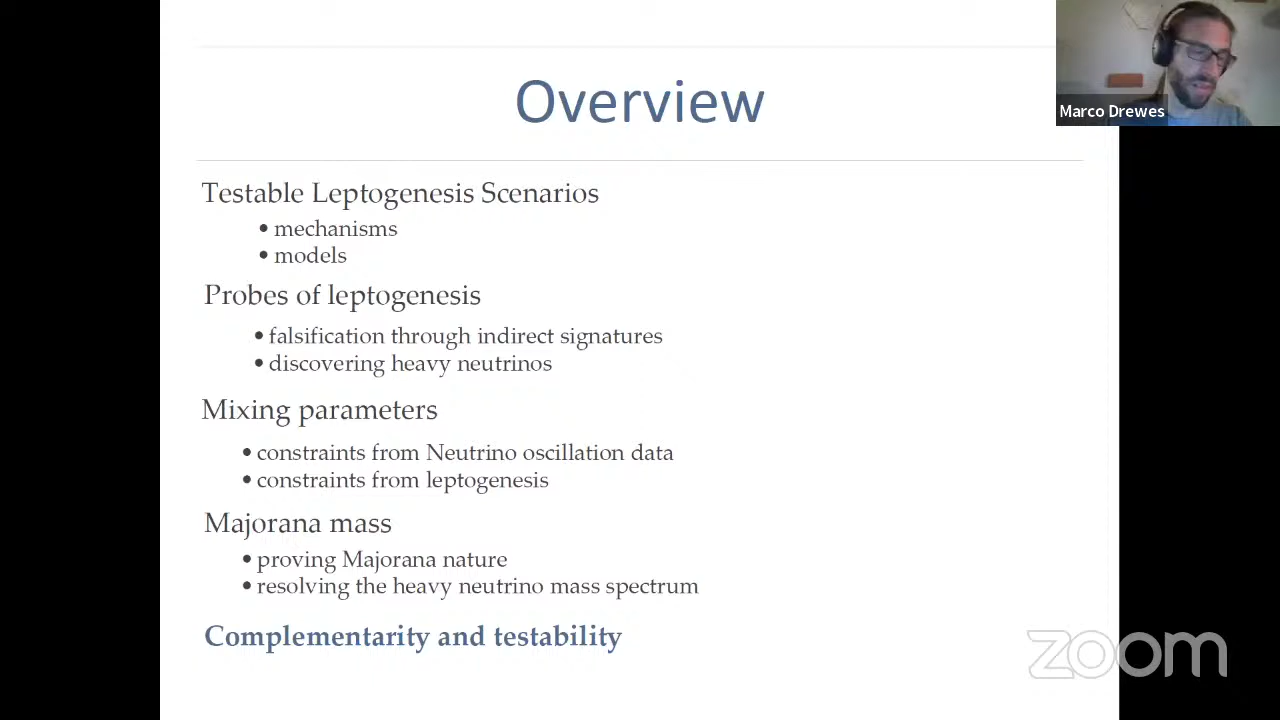 Overview
Marco Drewes
Testable Leptogenesis Scenarios
• mechanisms
• models
Probes of leptogenesis
• falsification through indirect signatures
• discovering heavy neutrinos
Mixing parameters
• constraints from Neutrino oscillation data
• constraints from leptogenesis
Majorana mass
• proving Majorana nature
• resolving the heavy neutrino mass spectrum
Complementarity and testability
zoom